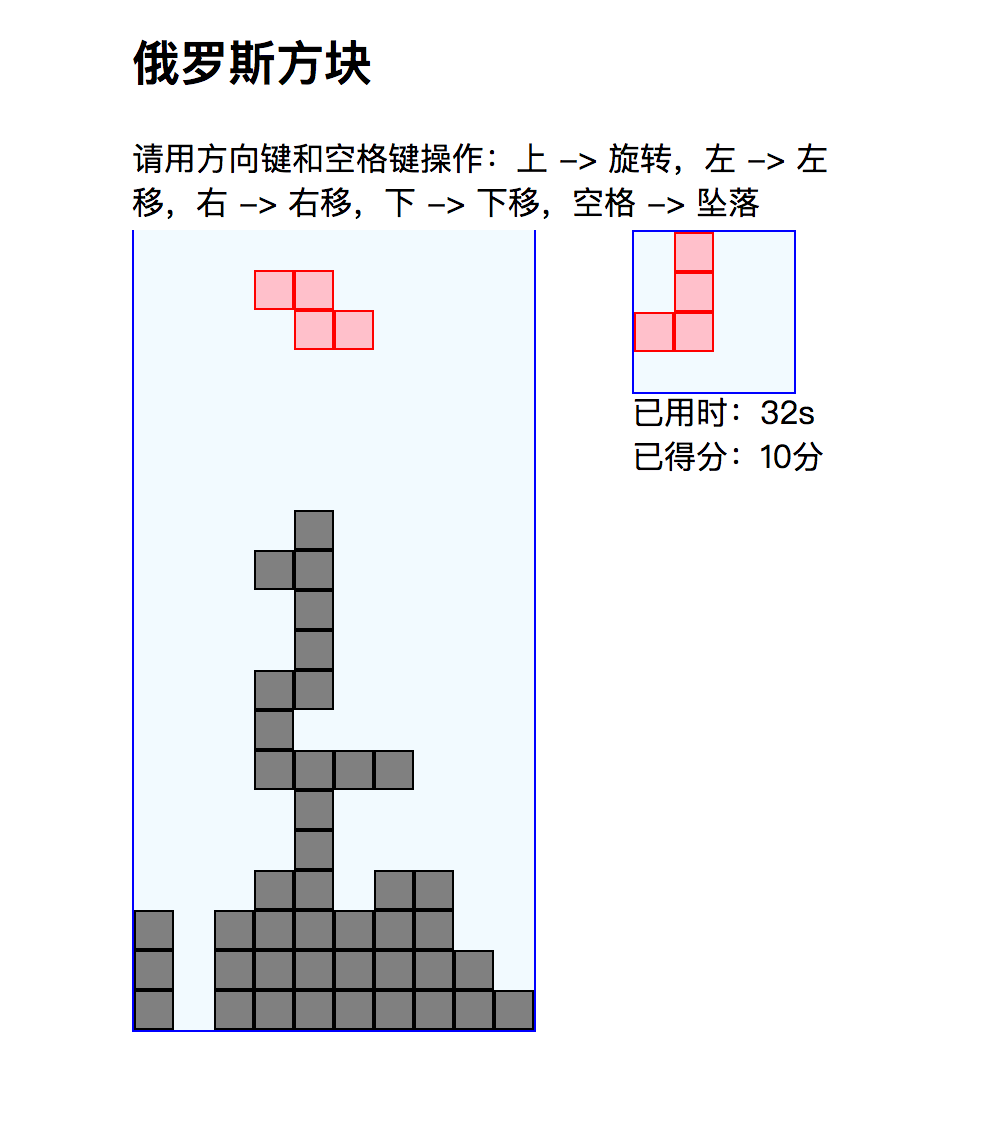 俄罗斯方块
请用方向键和空格键操作：上 –> 旋转，左 –> 左
移，右 –> 右移，下 –> 下移，空格 –> 坠落
已用时：32s
已得分：10分